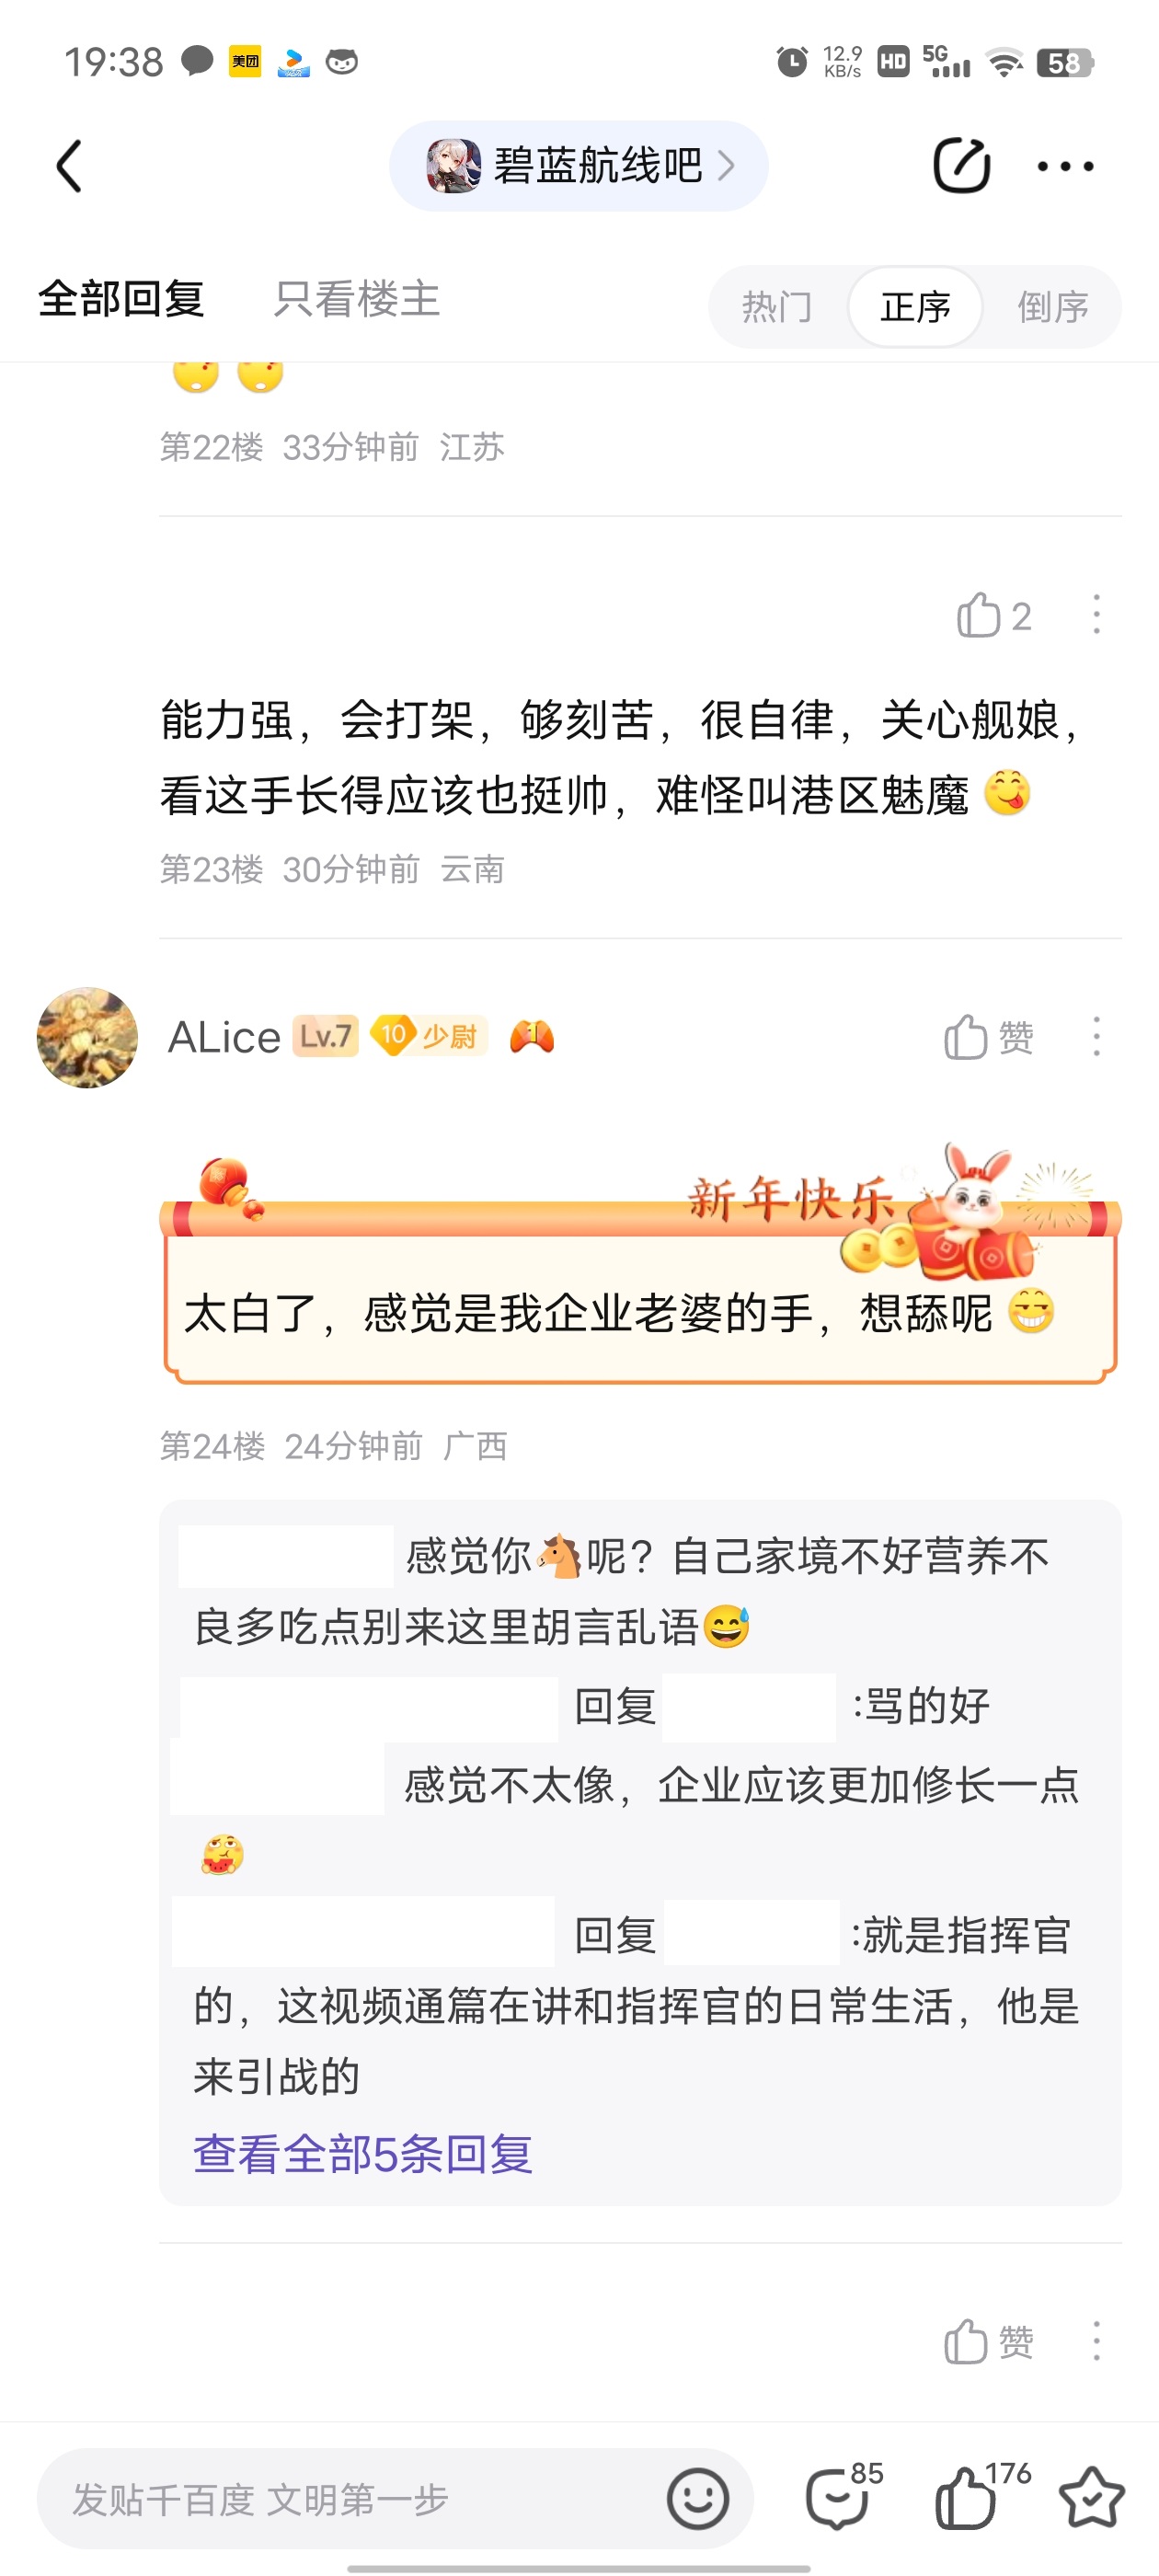 19:38 美团 12.9 KB/s HD 5G 58
碧蓝航线吧
全部回复 只看楼主 热门 正序 倒序
第22楼 33分钟前 江苏
2
能力强，会打架，够刻苦，很自律，关心舰娘，
看这手长得应该也挺帅，难怪叫港区魅魔
第23楼 30分钟前 云南
ALice Lv.7 10 少尉 1 赞
新年快乐
太白了，感觉是我企业老婆的手，想舔呢
第24楼 24分钟前 广西
感觉你🐴呢？自己家境不好营养不
良多吃点别来这里胡言乱语😅
回复 :骂的好
感觉不太像，企业应该更加修长一点
回复 :就是指挥官
的，这视频通篇在讲和指挥官的日常生活，他是
来引战的
查看全部5条回复
赞
发贴千百度 文明第一步 85 176